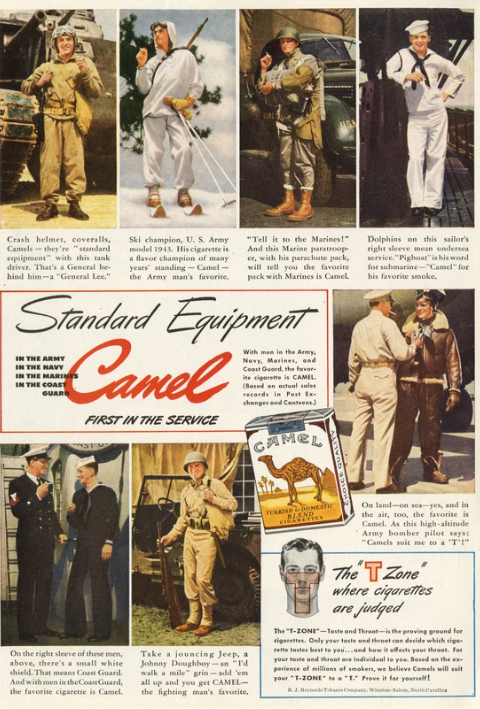 Crash helmet, coveralls,
Camels — they're "standard
equipment" with this tank
driver. That's a General be-
hind him—a "General Lee."
Ski champion, U. S. Army
model 1943. His cigarette is
a flavor champion of many
years' standing — Camel —
the Army man's favorite.
"Tell it to the Marines!"
And this Marine paratroop-
er, with his parachute pack,
will tell you the favorite
pack with Marines is Camel.
Dolphins on this sailor's
right sleeve mean undersea
service. "Pigboat" is his word
for submarine—"Camel" for
his favorite smoke.
Standard Equipment
IN THE ARMY
IN THE NAVY
IN THE MARINES
IN THE COAST
GUARD
Camel
FIRST IN THE SERVICE
With men in the Army,
Navy, Marines, and
Coast Guard, the favor-
ite cigarette is CAMEL.
(Based on actual sales
records in Post Ex-
changes and Canteens.)
CAMEL
TURKISH & DOMESTIC
BLEND
CIGARETTES
On land—on sea—yes, and in
the air, too, the favorite is
Camel. As this high-altitude
Army bomber pilot says:
"Camels suit me to a 'T'!"
On the right sleeve of these men,
above, there's a small white
shield. That means Coast Guard.
And with men in the Coast Guard,
the favorite cigarette is Camel.
Take a jouncing Jeep, a
Johnny Doughboy — an "I'd
walk a mile" grin — add 'em
all up and you get CAMEL—
the fighting man's favorite.
The "T Zone"
where cigarettes
are judged
The "T-ZONE"—Taste and Throat—is the proving ground for
cigarettes. Only your taste and throat can decide which ciga-
rette tastes best to you...and how it affects your throat. For
your taste and throat are individual to you. Based on the ex-
perience of millions of smokers, we believe Camels will suit
your "T-ZONE" to a "T." Prove it for yourself!
R. J. Reynolds Tobacco Company, Winston-Salem, North Carolina